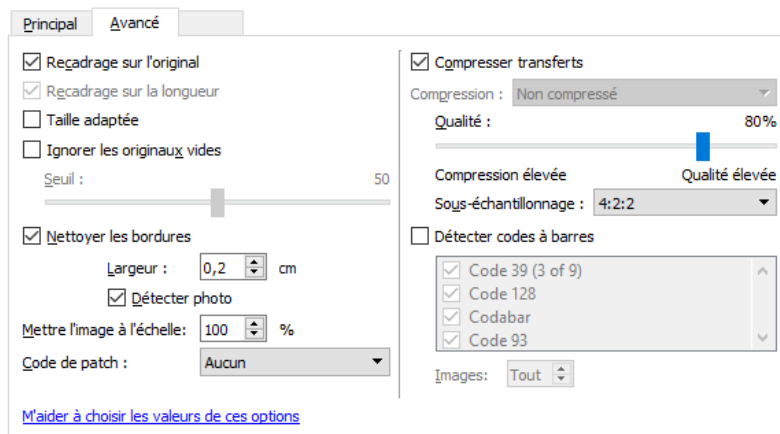 Principal Avancé
Recadrage sur l'original
Recadrage sur la longueur
Taille adaptée
Ignorer les originaux vides
Seuil : 50
Nettoyer les bordures
Largeur : 0,2 cm
Détecter photo
Mettre l'image à l'échelle: 100 %
Code de patch : Aucun
M'aider à choisir les valeurs de ces options
Compresser transferts
Compression : Non compressé
Qualité : 80%
Compression élevée Qualité élevée
Sous-échantillonnage : 4:2:2
Détecter codes à barres
Code 39 (3 of 9)
Code 128
Codabar
Code 93
Images: Tout